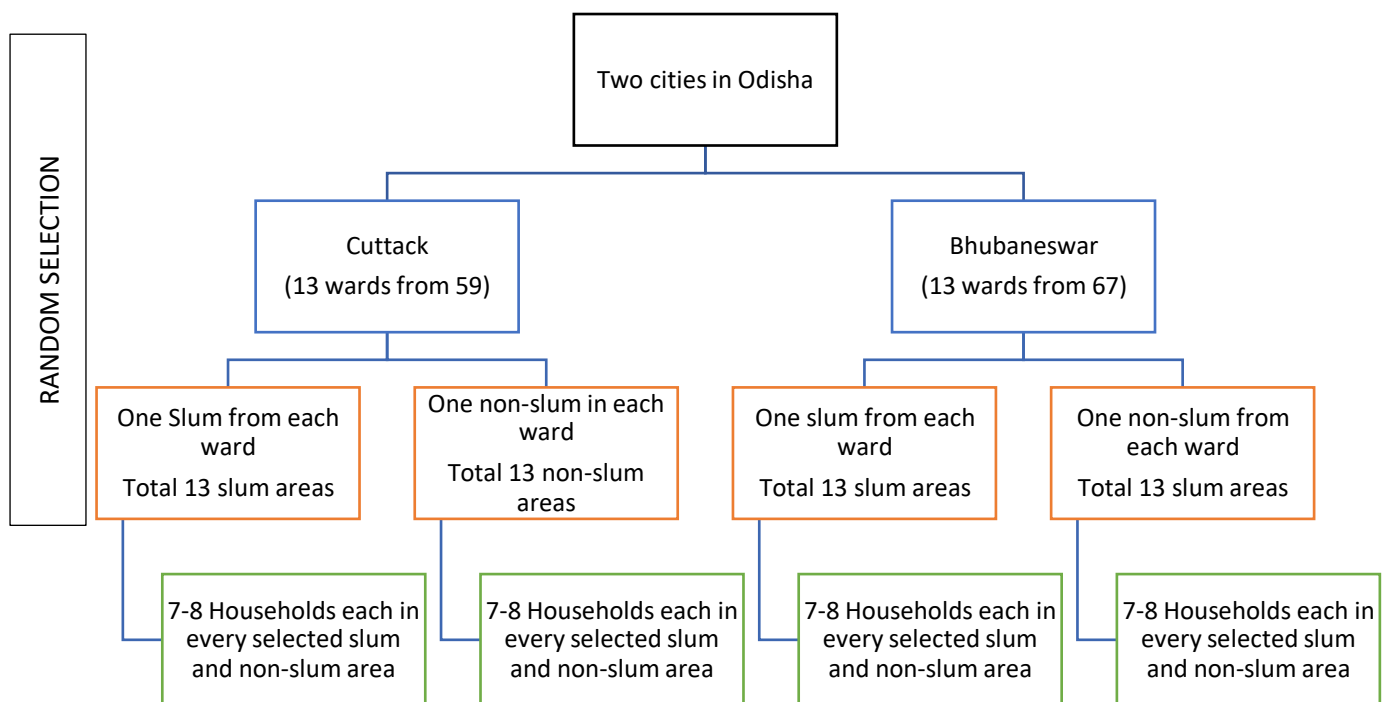 RANDOM SELECTION
Two cities in Odisha
Cuttack
(13 wards from 59)
Bhubaneswar
(13 wards from 67)
One Slum from each
ward
Total 13 slum areas
One non-slum in each
ward
Total 13 non-slum
areas
One slum from each
ward
Total 13 slum areas
One non-slum from
each ward
Total 13 slum areas
7-8 Households each in
every selected slum
and non-slum area
7-8 Households each in
every selected slum
and non-slum area
7-8 Households each in
every selected slum
and non-slum area
7-8 Households each in
every selected slum
and non-slum area